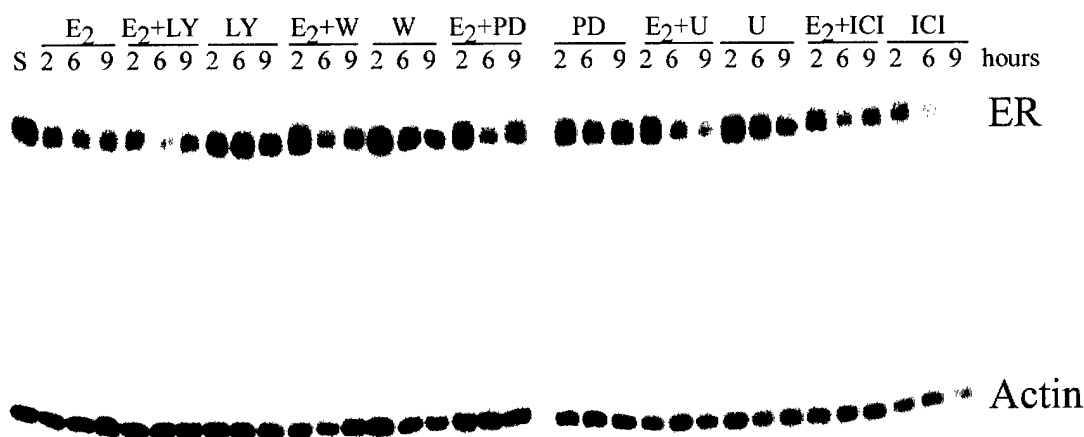 E2 E2+LY LY E2+W W E2+PD PD E2+U U E2+ICI ICI
S 2 6 9 2 6 9 2 6 9 2 6 9 2 6 9 2 6 9 2 6 9 2 6 9 2 6 9 2 6 9 2 6 9 hours
ER
Actin